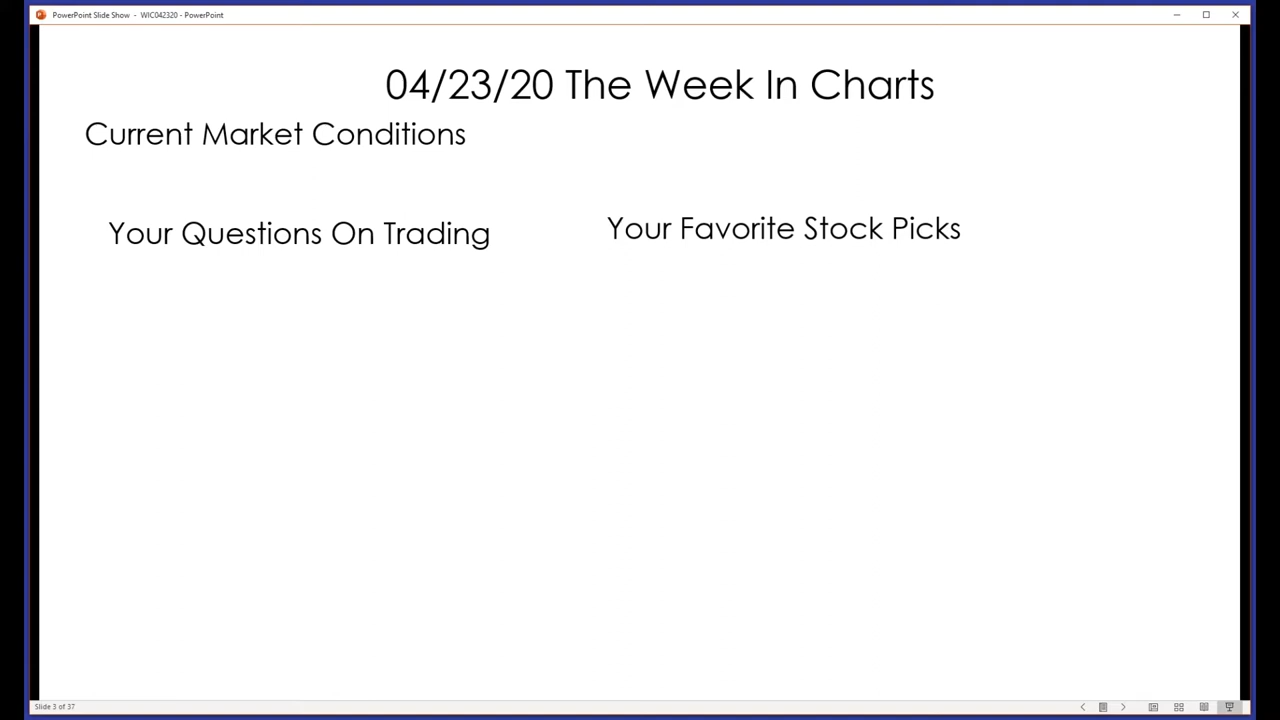 PowerPoint Slide Show - WIC042320 - PowerPoint
04/23/20 The Week In Charts
Current Market Conditions
Your Questions On Trading
Your Favorite Stock Picks
Slide 3 of 37